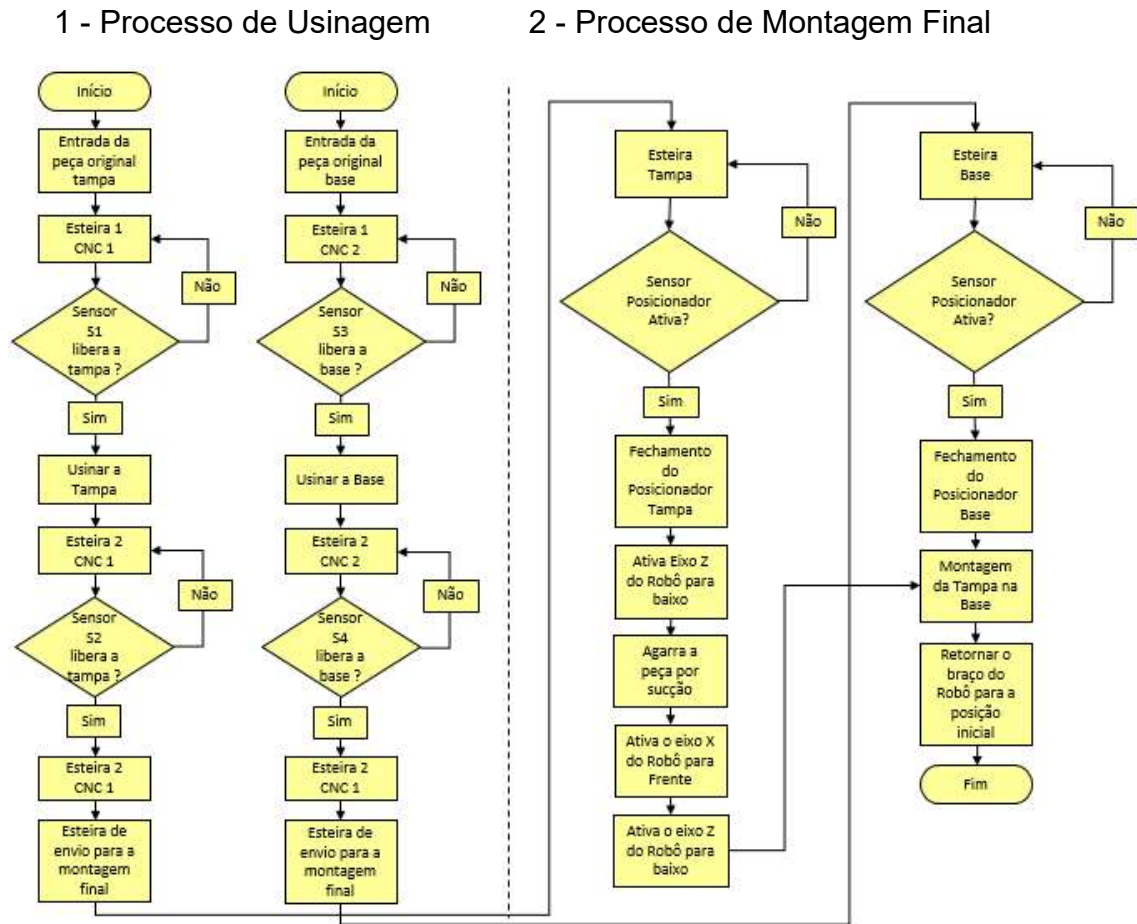 1 - Processo de Usinagem
2 - Processo de Montagem Final
Início
Entrada da
peça original
tampa
Esteira 1
CNC 1
Não
Sensor
S1
libera a
tampa ?
Sim
Usinar a
Tampa
Esteira 2
CNC 1
Não
Sensor
S2
libera a
tampa ?
Sim
Esteira 2
CNC 1
Esteira de
envio para a
montagem
final
Início
Entrada da
peça original
base
Esteira 1
CNC 2
Não
Sensor
S3
libera a
base ?
Sim
Usinar a Base
Esteira 2
CNC 2
Não
Sensor
S4
libera a
base ?
Sim
Esteira 2
CNC 1
Esteira de
envio para a
montagem
final
Esteira
Tampa
Não
Sensor
Posicionador
Ativa?
Sim
Fechamento
do
Posicionador
Tampa
Ativa Eixo Z
do Robô para
baixo
Agarra a
peça por
sucção
Ativa o eixo X
do Robô para
Frente
Ativa o eixo Z
do Robô para
baixo
Esteira
Base
Não
Sensor
Posicionador
Ativa?
Sim
Fechamento
do
Posicionador
Base
Montagem
da Tampa na
Base
Retornar o
braço do
Robô para a
posição
inicial
Fim